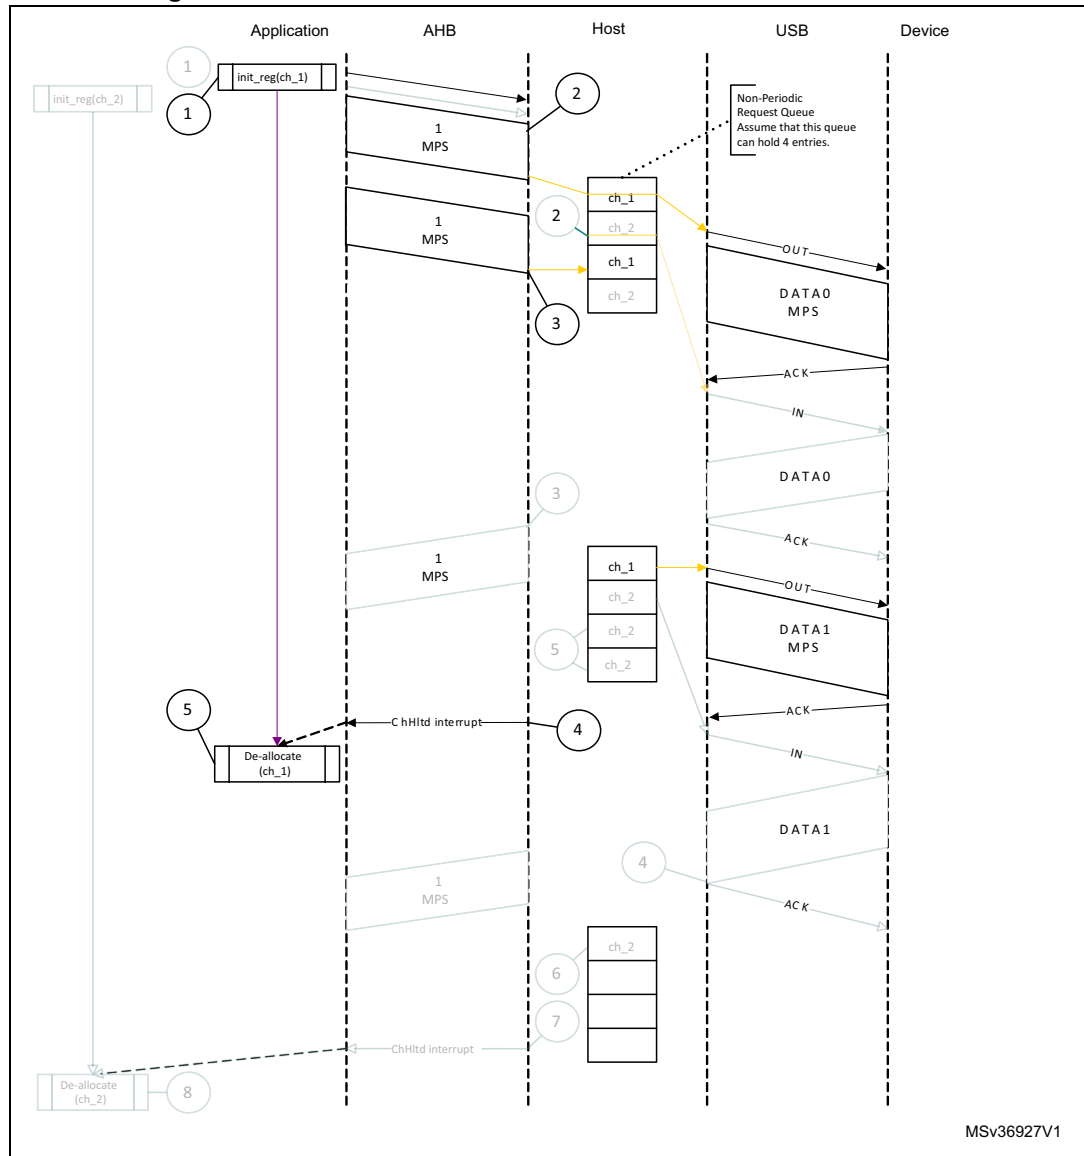 Application AHB Host USB Device
1
init_reg(ch_1)
init_reg(ch_2)
1
2
Non-Periodic
Request Queue
Assume that this queue
can hold 4 entries.
1
MPS
ch_1
2
ch_2
1
MPS
OUT
ch_1
ch_2
DATA0
MPS
3
ACK
IN
DATA0
3
ACK
1
MPS
ch_1
OUT
ch_2
ch_2
DATA1
MPS
5
ch_2
5
ACK
ChHltd interrupt
4
De-allocate
(ch_1)
IN
DATA1
4
1
MPS
ACK
ch_2
6
7
ChHltd interrupt
De-allocate
(ch_2)
8
MSv36927V1